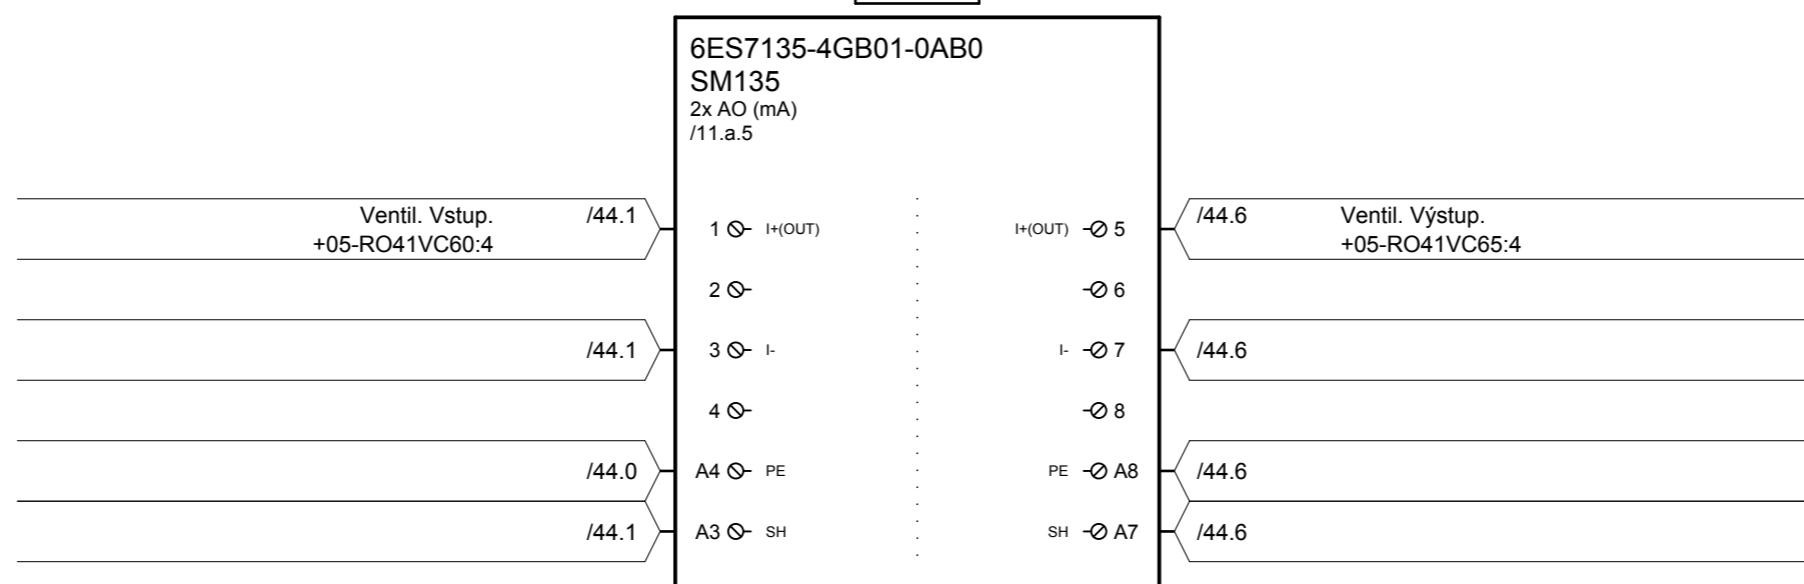 6ES7135-4GB01-0AB0
SM135
2x AO (mA)
/11.a.5
Ventil. Vstup. /44.1 1 I+(OUT) I+(OUT) 5 /44.6 Ventil. Výstup.
+05-RO41VC60:4 +05-RO41VC65:4
2 6
/44.1 3 I- I- 7 /44.6
4 8
/44.0 A4 PE PE A8 /44.6
/44.1 A3 SH SH A7 /44.6